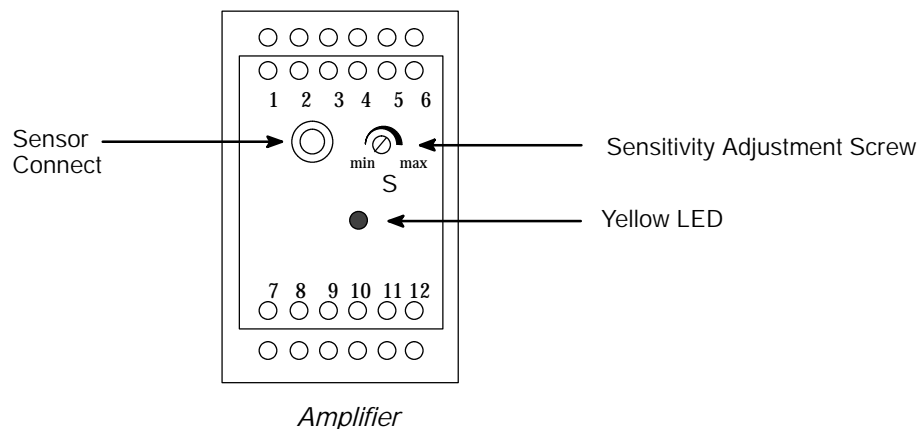 1 2 3 4 5 6
Sensor
Connect
min max
S
Sensitivity Adjustment Screw
Yellow LED
7 8 9 10 11 12
Amplifier